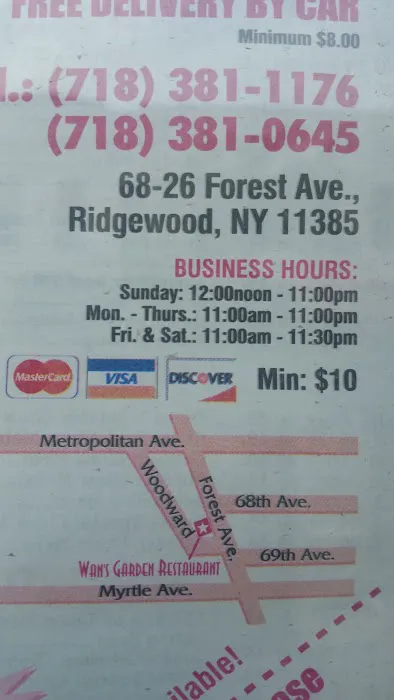 FREE DELIVERY BY CAR
Minimum $8.00
.: (718) 381-1176
(718) 381-0645
68-26 Forest Ave.,
Ridgewood, NY 11385
BUSINESS HOURS:
Sunday: 12:00noon - 11:00pm
Mon. - Thurs.: 11:00am - 11:00pm
Fri. & Sat.: 11:00am - 11:30pm
MasterCard VISA DISCOVER Min: $10
Metropolitan Ave.
Woodward
Forest Ave.
68th Ave.
69th Ave.
WAN'S GARDEN RESTAURANT
Myrtle Ave.
ilable!
se